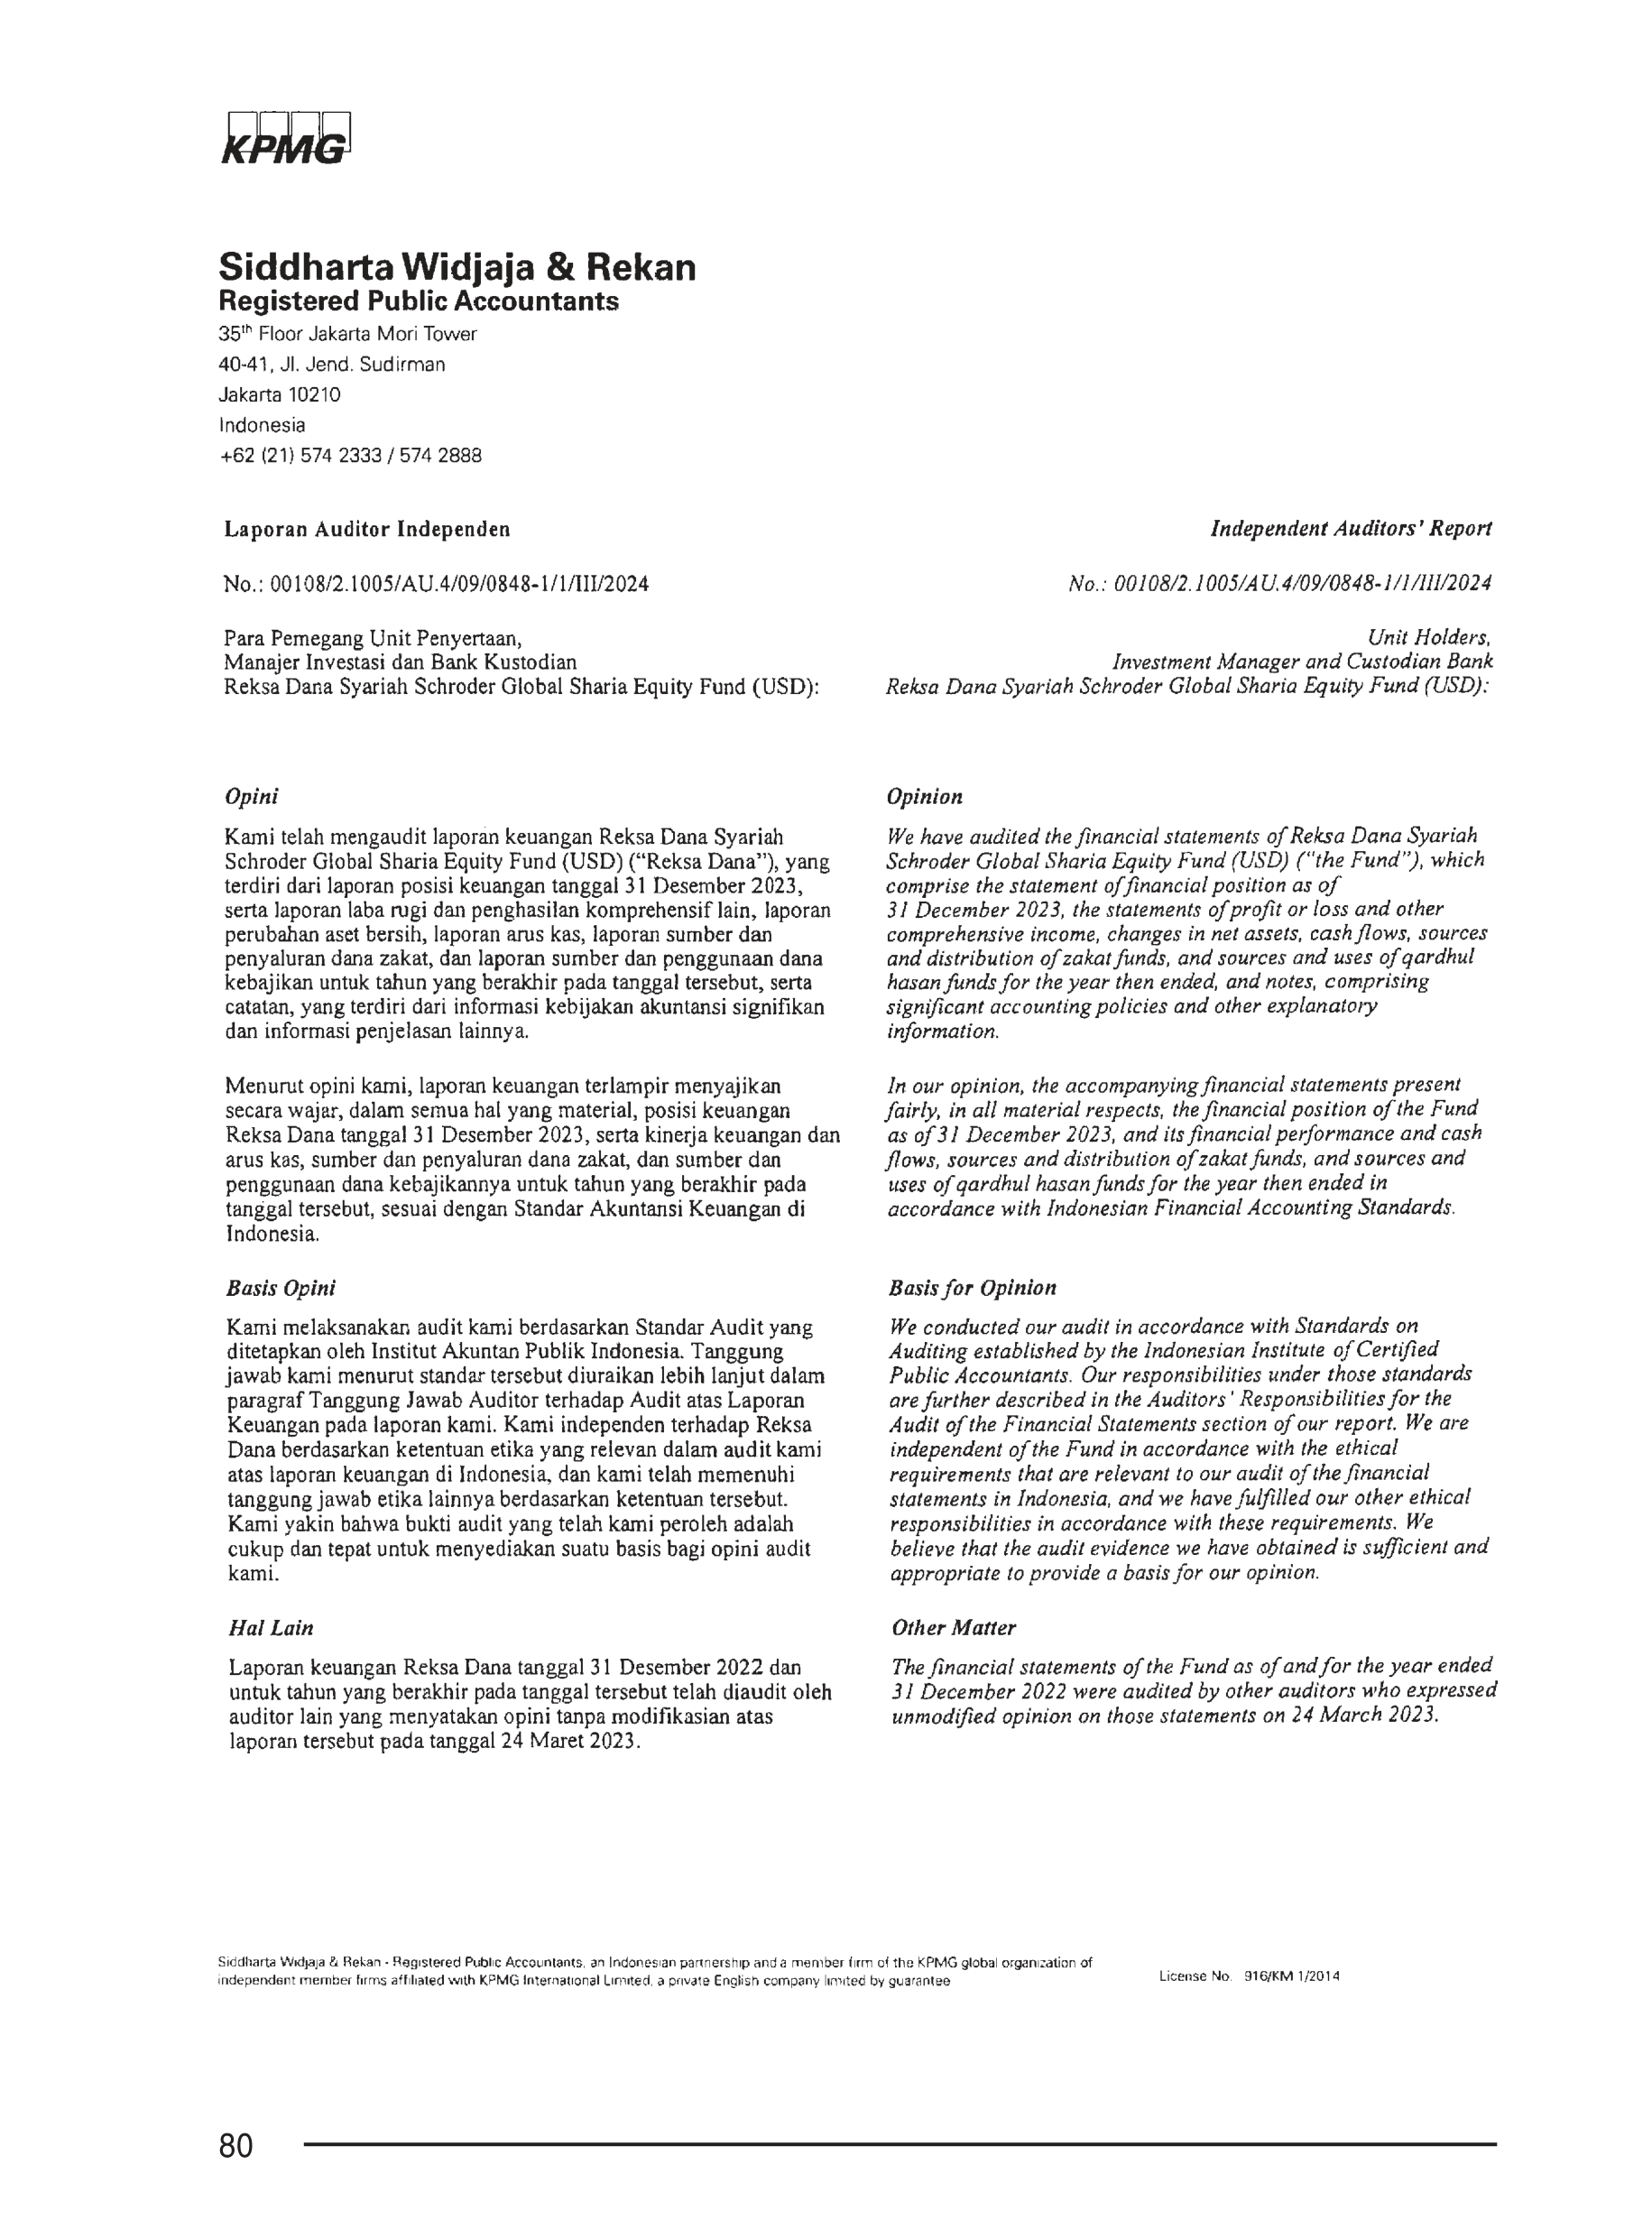 KPMG
Siddharta Widjaja & Rekan
Registered Public Accountants
35th Floor Jakarta Mori Tower
40-41, Jl. Jend. Sudirman
Jakarta 10210
Indonesia
+62 (21) 574 2333 / 574 2888
Laporan Auditor Independen
No.: 00108/2.1005/AU.4/09/0848-1/1/III/2024
Para Pemegang Unit Penyertaan,
Manajer Investasi dan Bank Kustodian
Reksa Dana Syariah Schroder Global Sharia Equity Fund (USD):
Independent Auditors' Report
No.: 00108/2.1005/AU.4/09/0848-1/1/III/2024
Unit Holders,
Investment Manager and Custodian Bank
Reksa Dana Syariah Schroder Global Sharia Equity Fund (USD):
Opini
Kami telah mengaudit laporan keuangan Reksa Dana Syariah
Schroder Global Sharia Equity Fund (USD) (“Reksa Dana”), yang
terdiri dari laporan posisi keuangan tanggal 31 Desember 2023,
serta laporan laba rugi dan penghasilan komprehensif lain, laporan
perubahan aset bersih, laporan arus kas, laporan sumber dan
penyaluran dana zakat, dan laporan sumber dan penggunaan dana
kebajikan untuk tahun yang berakhir pada tanggal tersebut, serta
catatan, yang terdiri dari informasi kebijakan akuntansi signifikan
dan informasi penjelasan lainnya.
Menurut opini kami, laporan keuangan terlampir menyajikan
secara wajar, dalam semua hal yang material, posisi keuangan
Reksa Dana tanggal 31 Desember 2023, serta kinerja keuangan dan
arus kas, sumber dan penyaluran dana zakat, dan sumber dan
penggunaan dana kebajikannya untuk tahun yang berakhir pada
tanggal tersebut, sesuai dengan Standar Akuntansi Keuangan di
Indonesia.
Basis Opini
Kami melaksanakan audit kami berdasarkan Standar Audit yang
ditetapkan oleh Institut Akuntan Publik Indonesia. Tanggung
jawab kami menurut standar tersebut diuraikan lebih lanjut dalam
paragraf Tanggung Jawab Auditor terhadap Audit atas Laporan
Keuangan pada laporan kami. Kami independen terhadap Reksa
Dana berdasarkan ketentuan etika yang relevan dalam audit kami
atas laporan keuangan di Indonesia, dan kami telah memenuhi
tanggung jawab etika lainnya berdasarkan ketentuan tersebut.
Kami yakin bahwa bukti audit yang telah kami peroleh adalah
cukup dan tepat untuk menyediakan suatu basis bagi opini audit
kami.
Hal Lain
Laporan keuangan Reksa Dana tanggal 31 Desember 2022 dan
untuk tahun yang berakhir pada tanggal tersebut telah diaudit oleh
auditor lain yang menyatakan opini tanpa modifikasian atas
laporan tersebut pada tanggal 24 Maret 2023.
Opinion
We have audited the financial statements of Reksa Dana Syariah
Schroder Global Sharia Equity Fund (USD) ("the Fund"), which
comprise the statement of financial position as of
31 December 2023, the statements of profit or loss and other
comprehensive income, changes in net assets, cash flows, sources
and distribution of zakat funds, and sources and uses of qardhul
hasan funds for the year then ended, and notes, comprising
significant accounting policies and other explanatory
information.
In our opinion, the accompanying financial statements present
fairly, in all material respects, the financial position of the Fund
as of 31 December 2023, and its financial performance and cash
flows, sources and distribution of zakat funds, and sources and
uses of qardhul hasan funds for the year then ended in
accordance with Indonesian Financial Accounting Standards.
Basis for Opinion
We conducted our audit in accordance with Standards on
Auditing established by the Indonesian Institute of Certified
Public Accountants. Our responsibilities under those standards
are further described in the Auditors' Responsibilities for the
Audit of the Financial Statements section of our report. We are
independent of the Fund in accordance with the ethical
requirements that are relevant to our audit of the financial
statements in Indonesia, and we have fulfilled our other ethical
responsibilities in accordance with these requirements. We
believe that the audit evidence we have obtained is sufficient and
appropriate to provide a basis for our opinion.
Other Matter
The financial statements of the Fund as of and for the year ended
31 December 2022 were audited by other auditors who expressed
unmodified opinion on those statements on 24 March 2023.
Siddharta Widjaja & Rekan - Registered Public Accountants, an Indonesian partnership and a member firm of the KPMG global organization of
independent member firms affiliated with KPMG International Limited, a private English company limited by guarantee
License No. 916/KM 1/2014
80